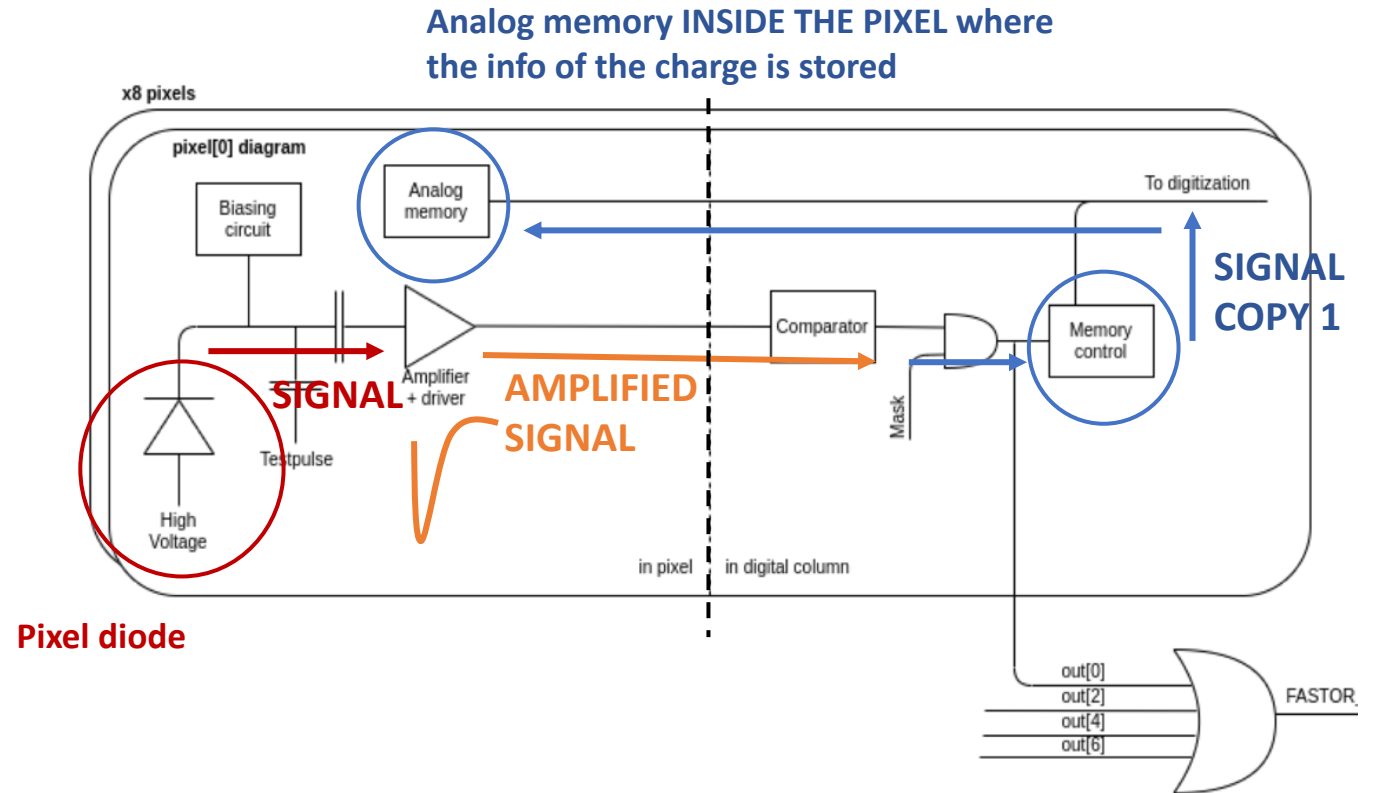 Analog memory INSIDE THE PIXEL where
the info of the charge is stored
x8 pixels
pixel[0] diagram
Biasing
circuit
Analog
memory
To digitization
SIGNAL
COPY 1
Comparator
Memory
control
Amplifier
+ driver
SIGNAL
AMPLIFIED
SIGNAL
Mask
Testpulse
High
Voltage
in pixel
in digital column
Pixel diode
out[0]
out[2]
out[4]
out[6]
FASTOR_